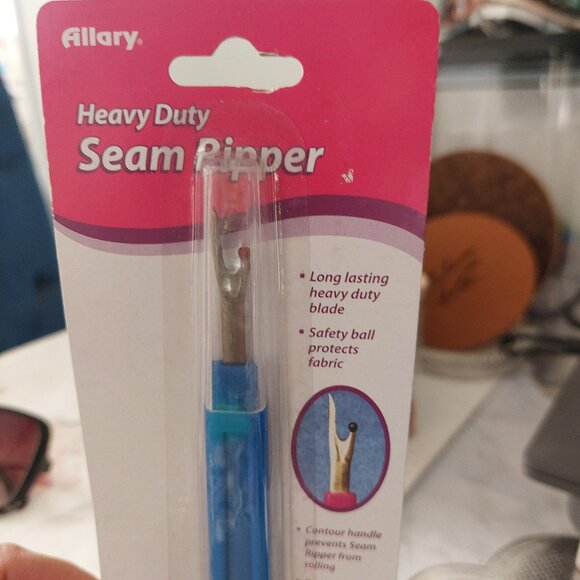 Allary®
Heavy Duty
Seam Ripper
▪ Long lasting
heavy duty
blade
▪ Safety ball
protects
fabric
▪ Contour handle
prevents Seam
Ripper from
rolling